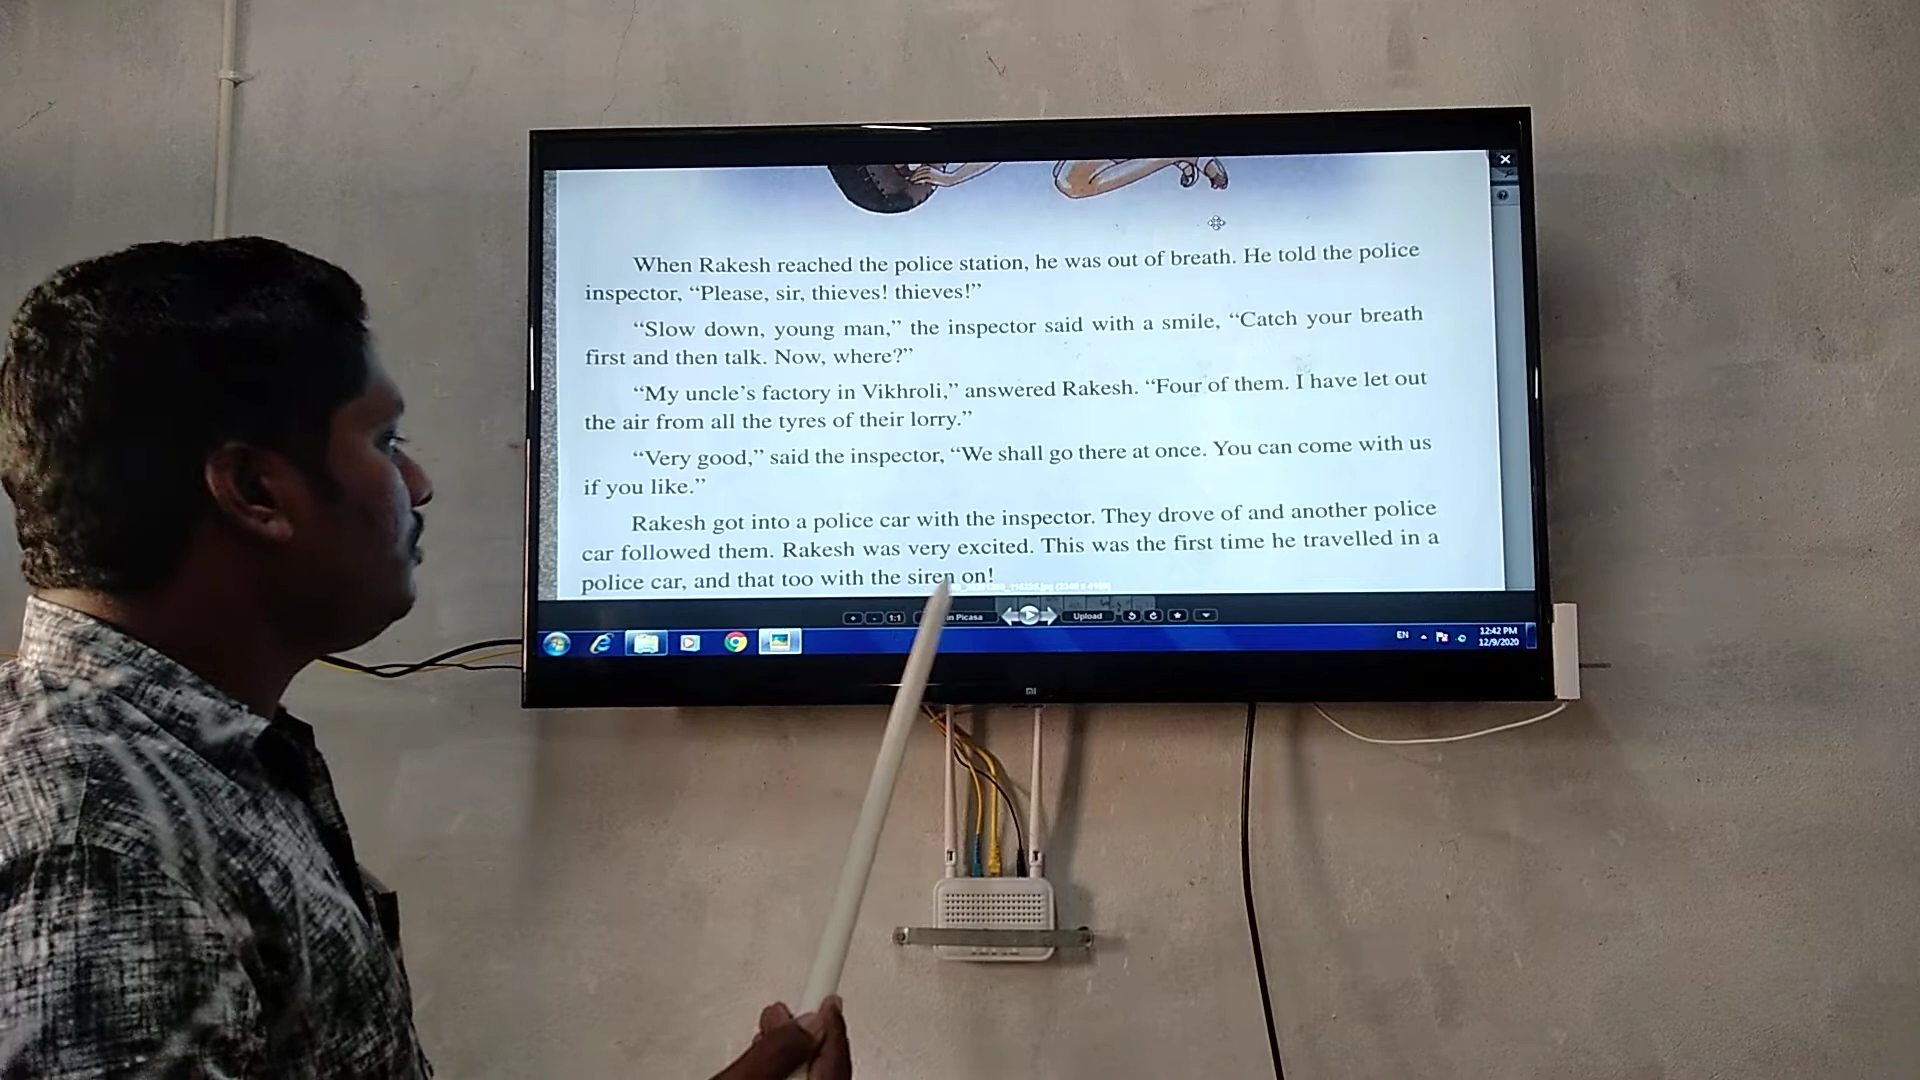 When Rakesh reached the police station, he was out of breath. He told the police
inspector, “Please, sir, thieves! thieves!”
“Slow down, young man,” the inspector said with a smile, “Catch your breath
first and then talk. Now, where?”
“My uncle’s factory in Vikhroli,” answered Rakesh. “Four of them. I have let out
the air from all the tyres of their lorry.”
“Very good,” said the inspector, “We shall go there at once. You can come with us
if you like.”
Rakesh got into a police car with the inspector. They drove of and another police
car followed them. Rakesh was very excited. This was the first time he travelled in a
police car, and that too with the siren on!
1:1
in Picasa
Upload
EN
12:42 PM
12/9/2020
mi